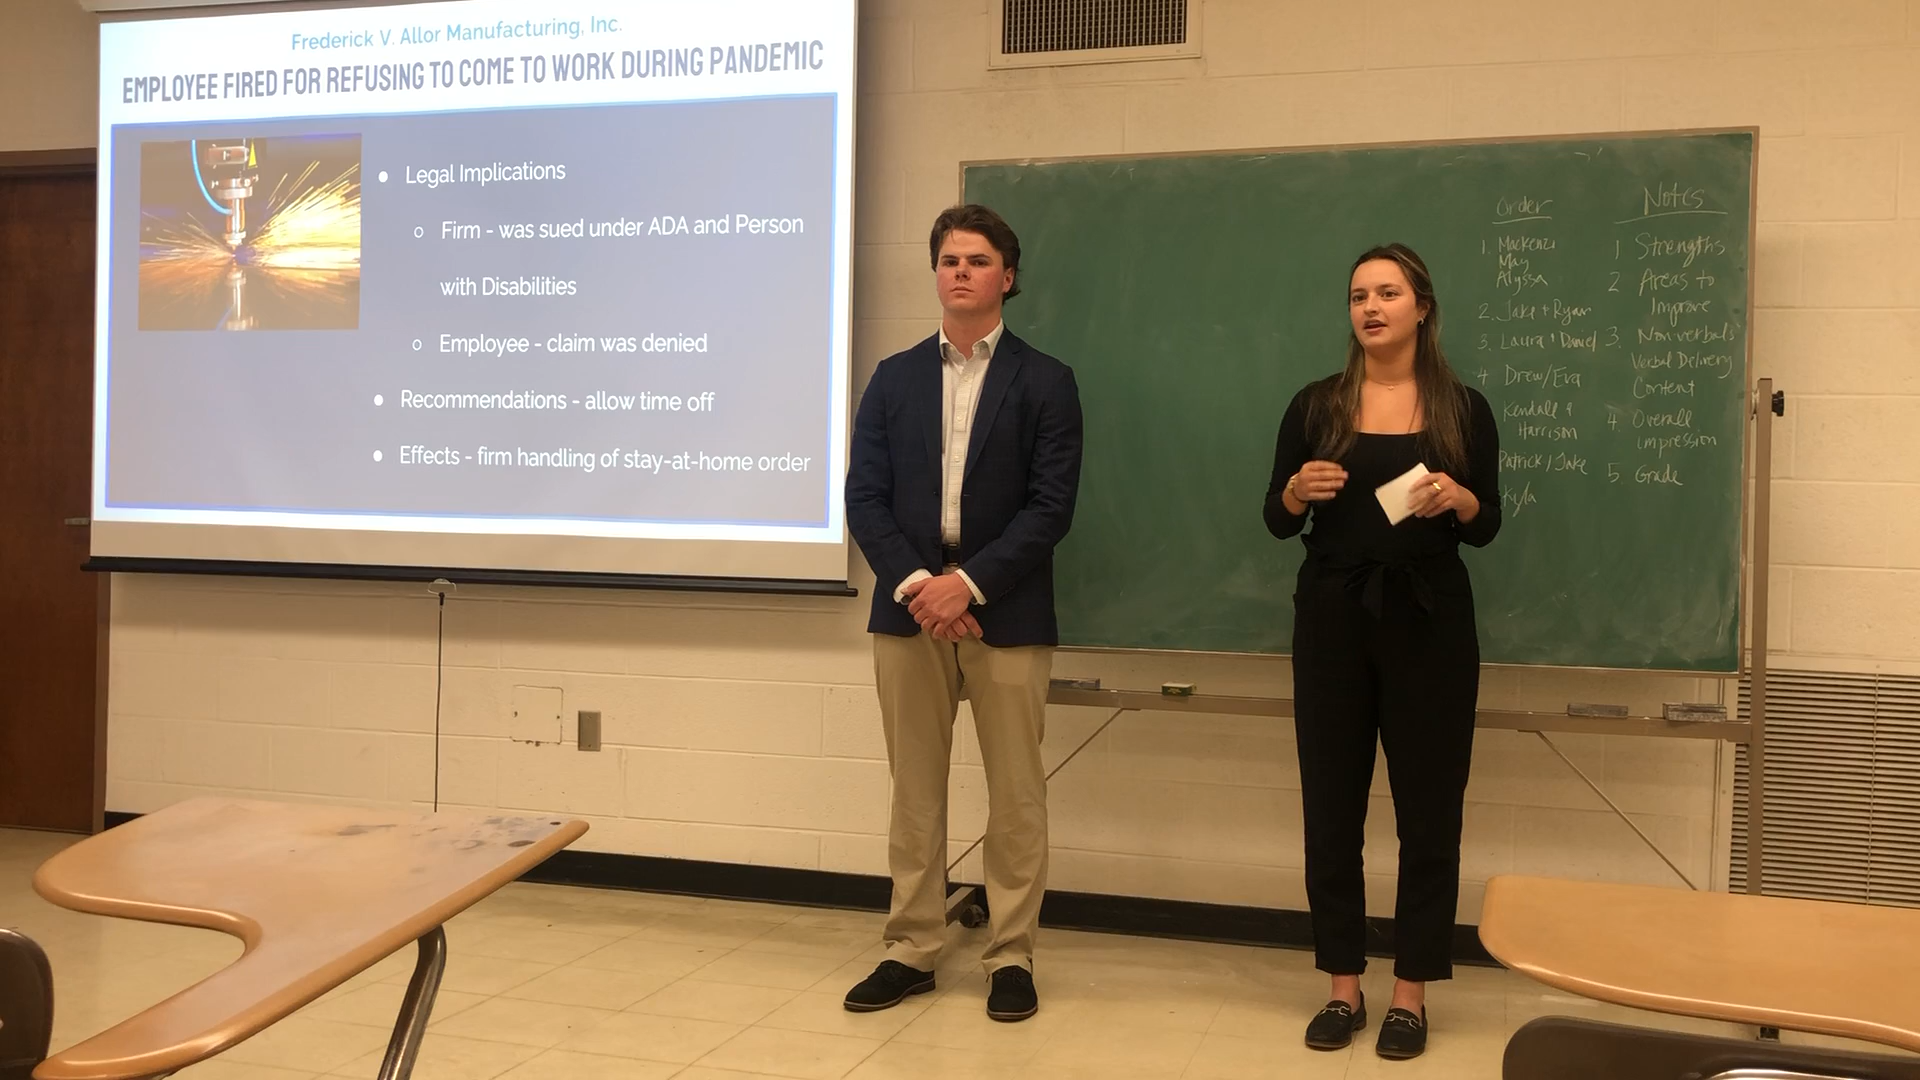 Frederick V. Allor Manufacturing, Inc.
EMPLOYEE FIRED FOR REFUSING TO COME TO WORK DURING PANDEMIC
● Legal Implications
○ Firm - was sued under ADA and Person
with Disabilities
○ Employee - claim was denied
● Recommendations - allow time off
● Effects - firm handling of stay-at-home order
Order
1. Mackenzi
May
Alyssa
2. Jake + Ryan
3. Laura + Daniel
4 Drew/Eva
Kendall &
Harrison
Patrick/Jake
Kyla
Notes
1 Strengths
2 Areas to
Improve
3. Nonverbals
Verbal Delivery
Content
4. Overall
impression
5. Grade